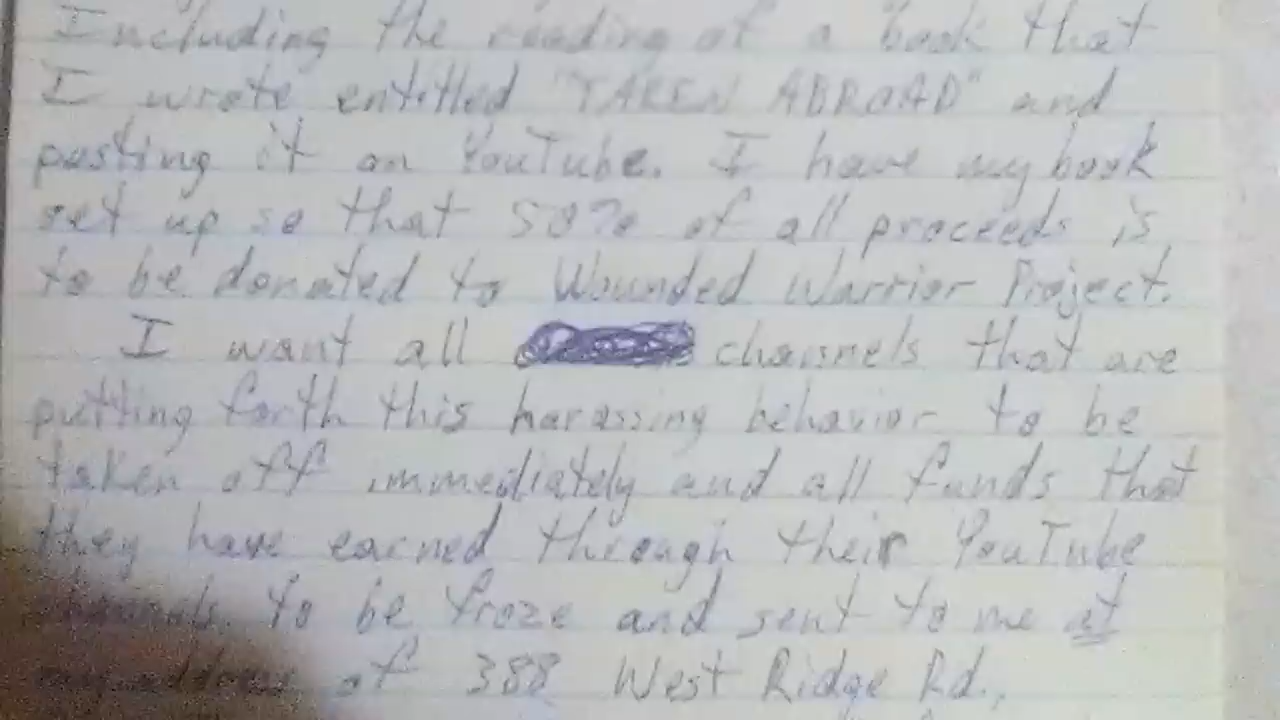 Including the reading of a book that
I wrote entitled "TAKEN ABROAD" and
posting it on YouTube. I have my book
set up so that 50% of all proceeds is
to be donated to Wounded Warrior Project.
I want all channels that are
putting forth this harassing behavior to be
taken off immediately and all funds that
they have earned through their YouTube
channels to be froze and sent to me at
my address of 388 West Ridge Rd.,